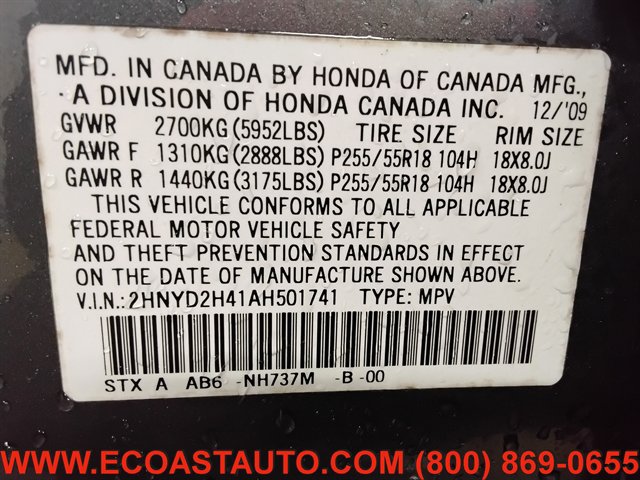 MFD. IN CANADA BY HONDA OF CANADA MFG.,
A DIVISION OF HONDA CANADA INC. 12/'09
GVWR 2700KG(5952LBS) TIRE SIZE RIM SIZE
GAWR F 1310KG(2888LBS) P255/55R18 104H 18X8.0J
GAWR R 1440KG(3175LBS) P255/55R18 104H 18X8.0J
THIS VEHICLE CONFORMS TO ALL APPLICABLE
FEDERAL MOTOR VEHICLE SAFETY
AND THEFT PREVENTION STANDARDS IN EFFECT
ON THE DATE OF MANUFACTURE SHOWN ABOVE.
V.I.N.:2HNYD2H41AH501741 TYPE: MPV
STX A AB6 -NH737M -B -00
WWW.ECOASTAUTO.COM (800) 869-0655